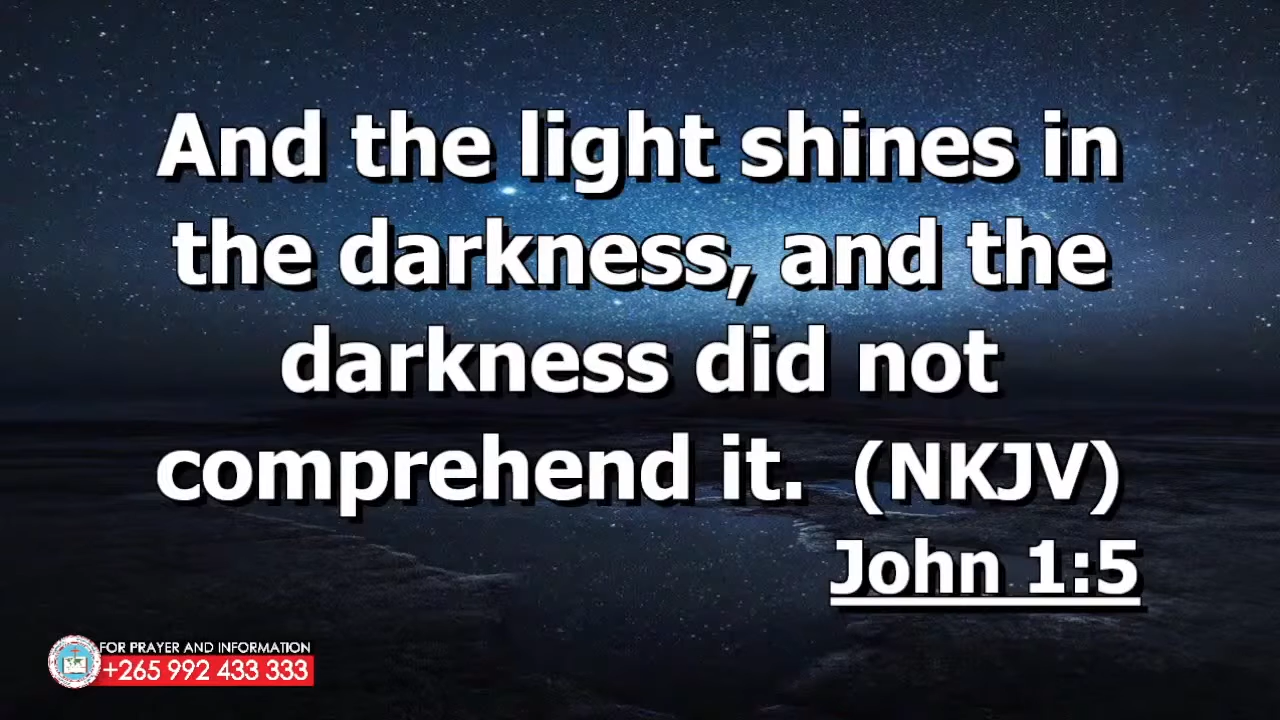 And the light shines in
the darkness, and the
darkness did not
comprehend it. (NKJV)
John 1:5
FOR PRAYER AND INFORMATION
+265 992 433 333